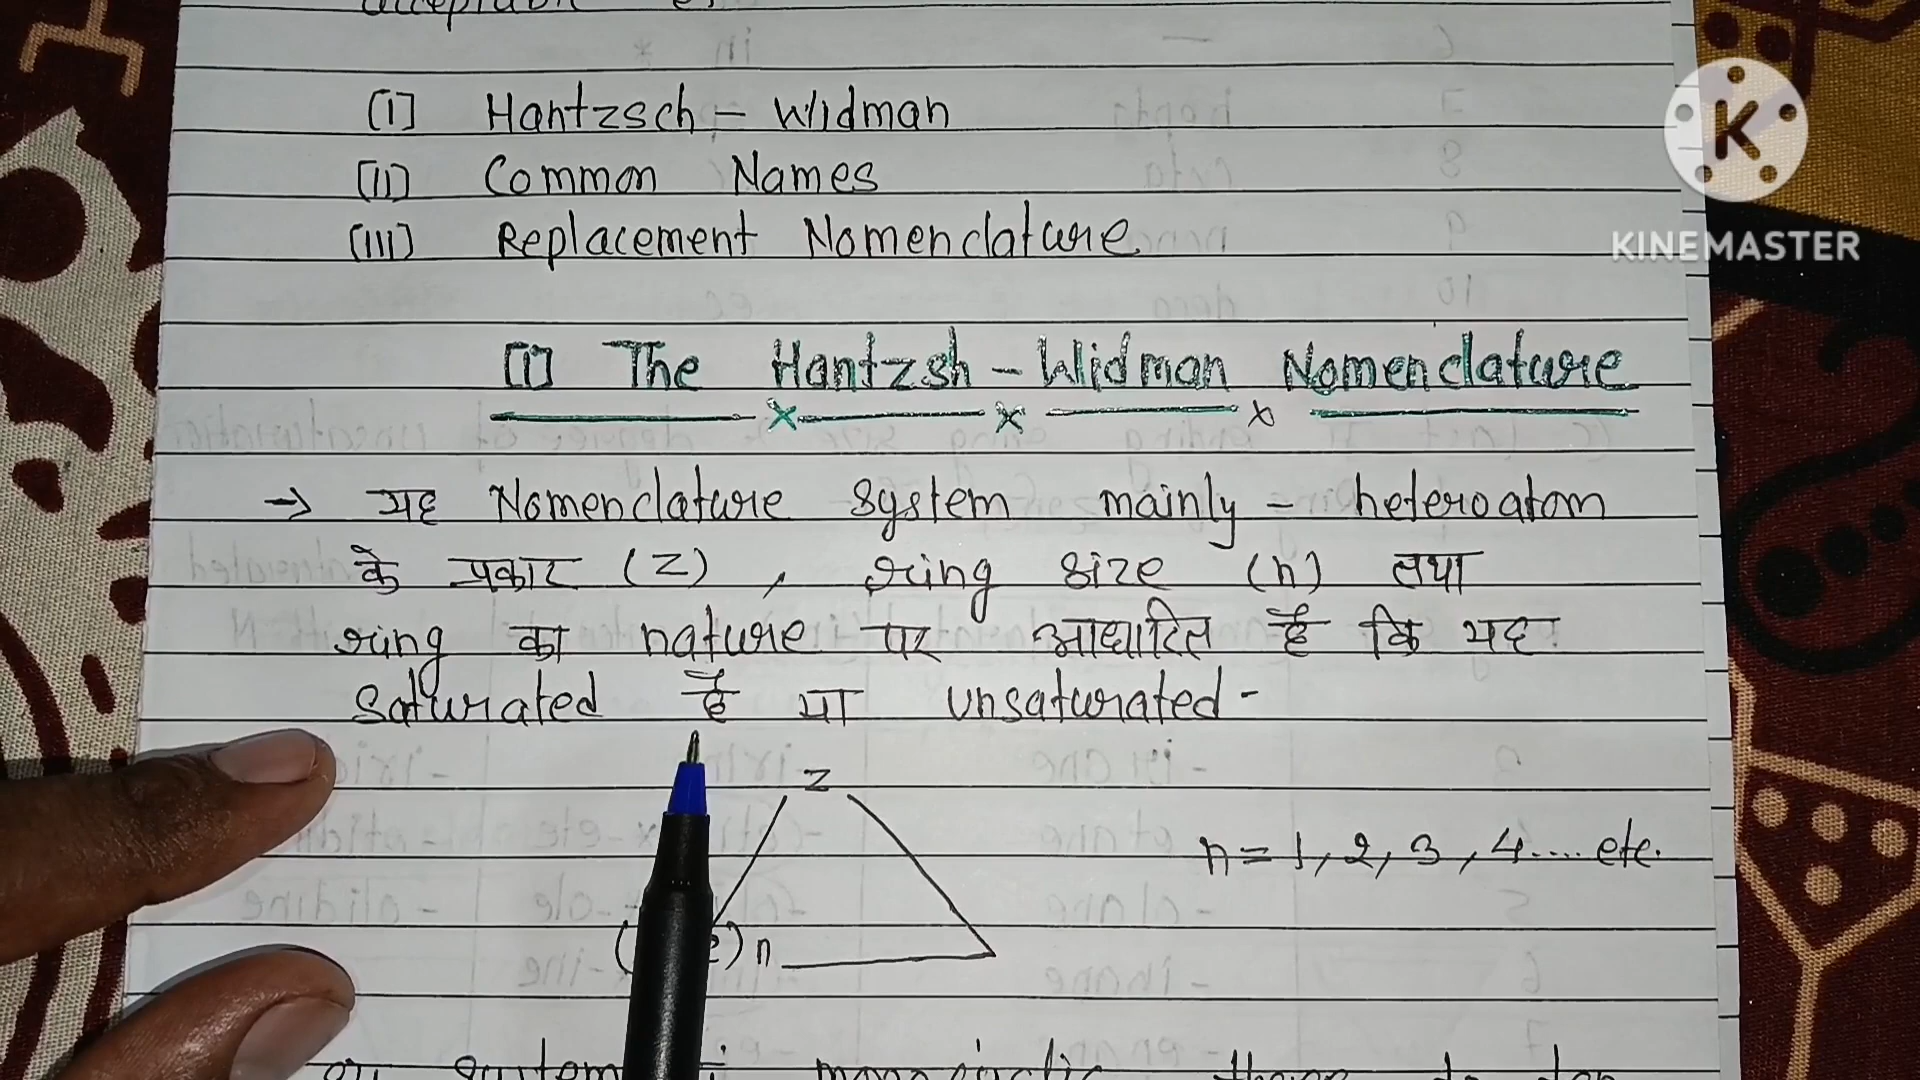 (I) Hantzsch - Widman
K
(II) Common Names
(III) Replacement Nomenclature
KINEMASTER
(I) The Hantzsh - Widman Nomenclature
→ यह Nomenclature system mainly - heteroatom
के प्रकार (Z) , ring size (n) तथा
ring का nature पर आधारित है कि यह
Saturated है या unsaturated -
Z
n = 1, 2, 3, 4.... etc.
) n